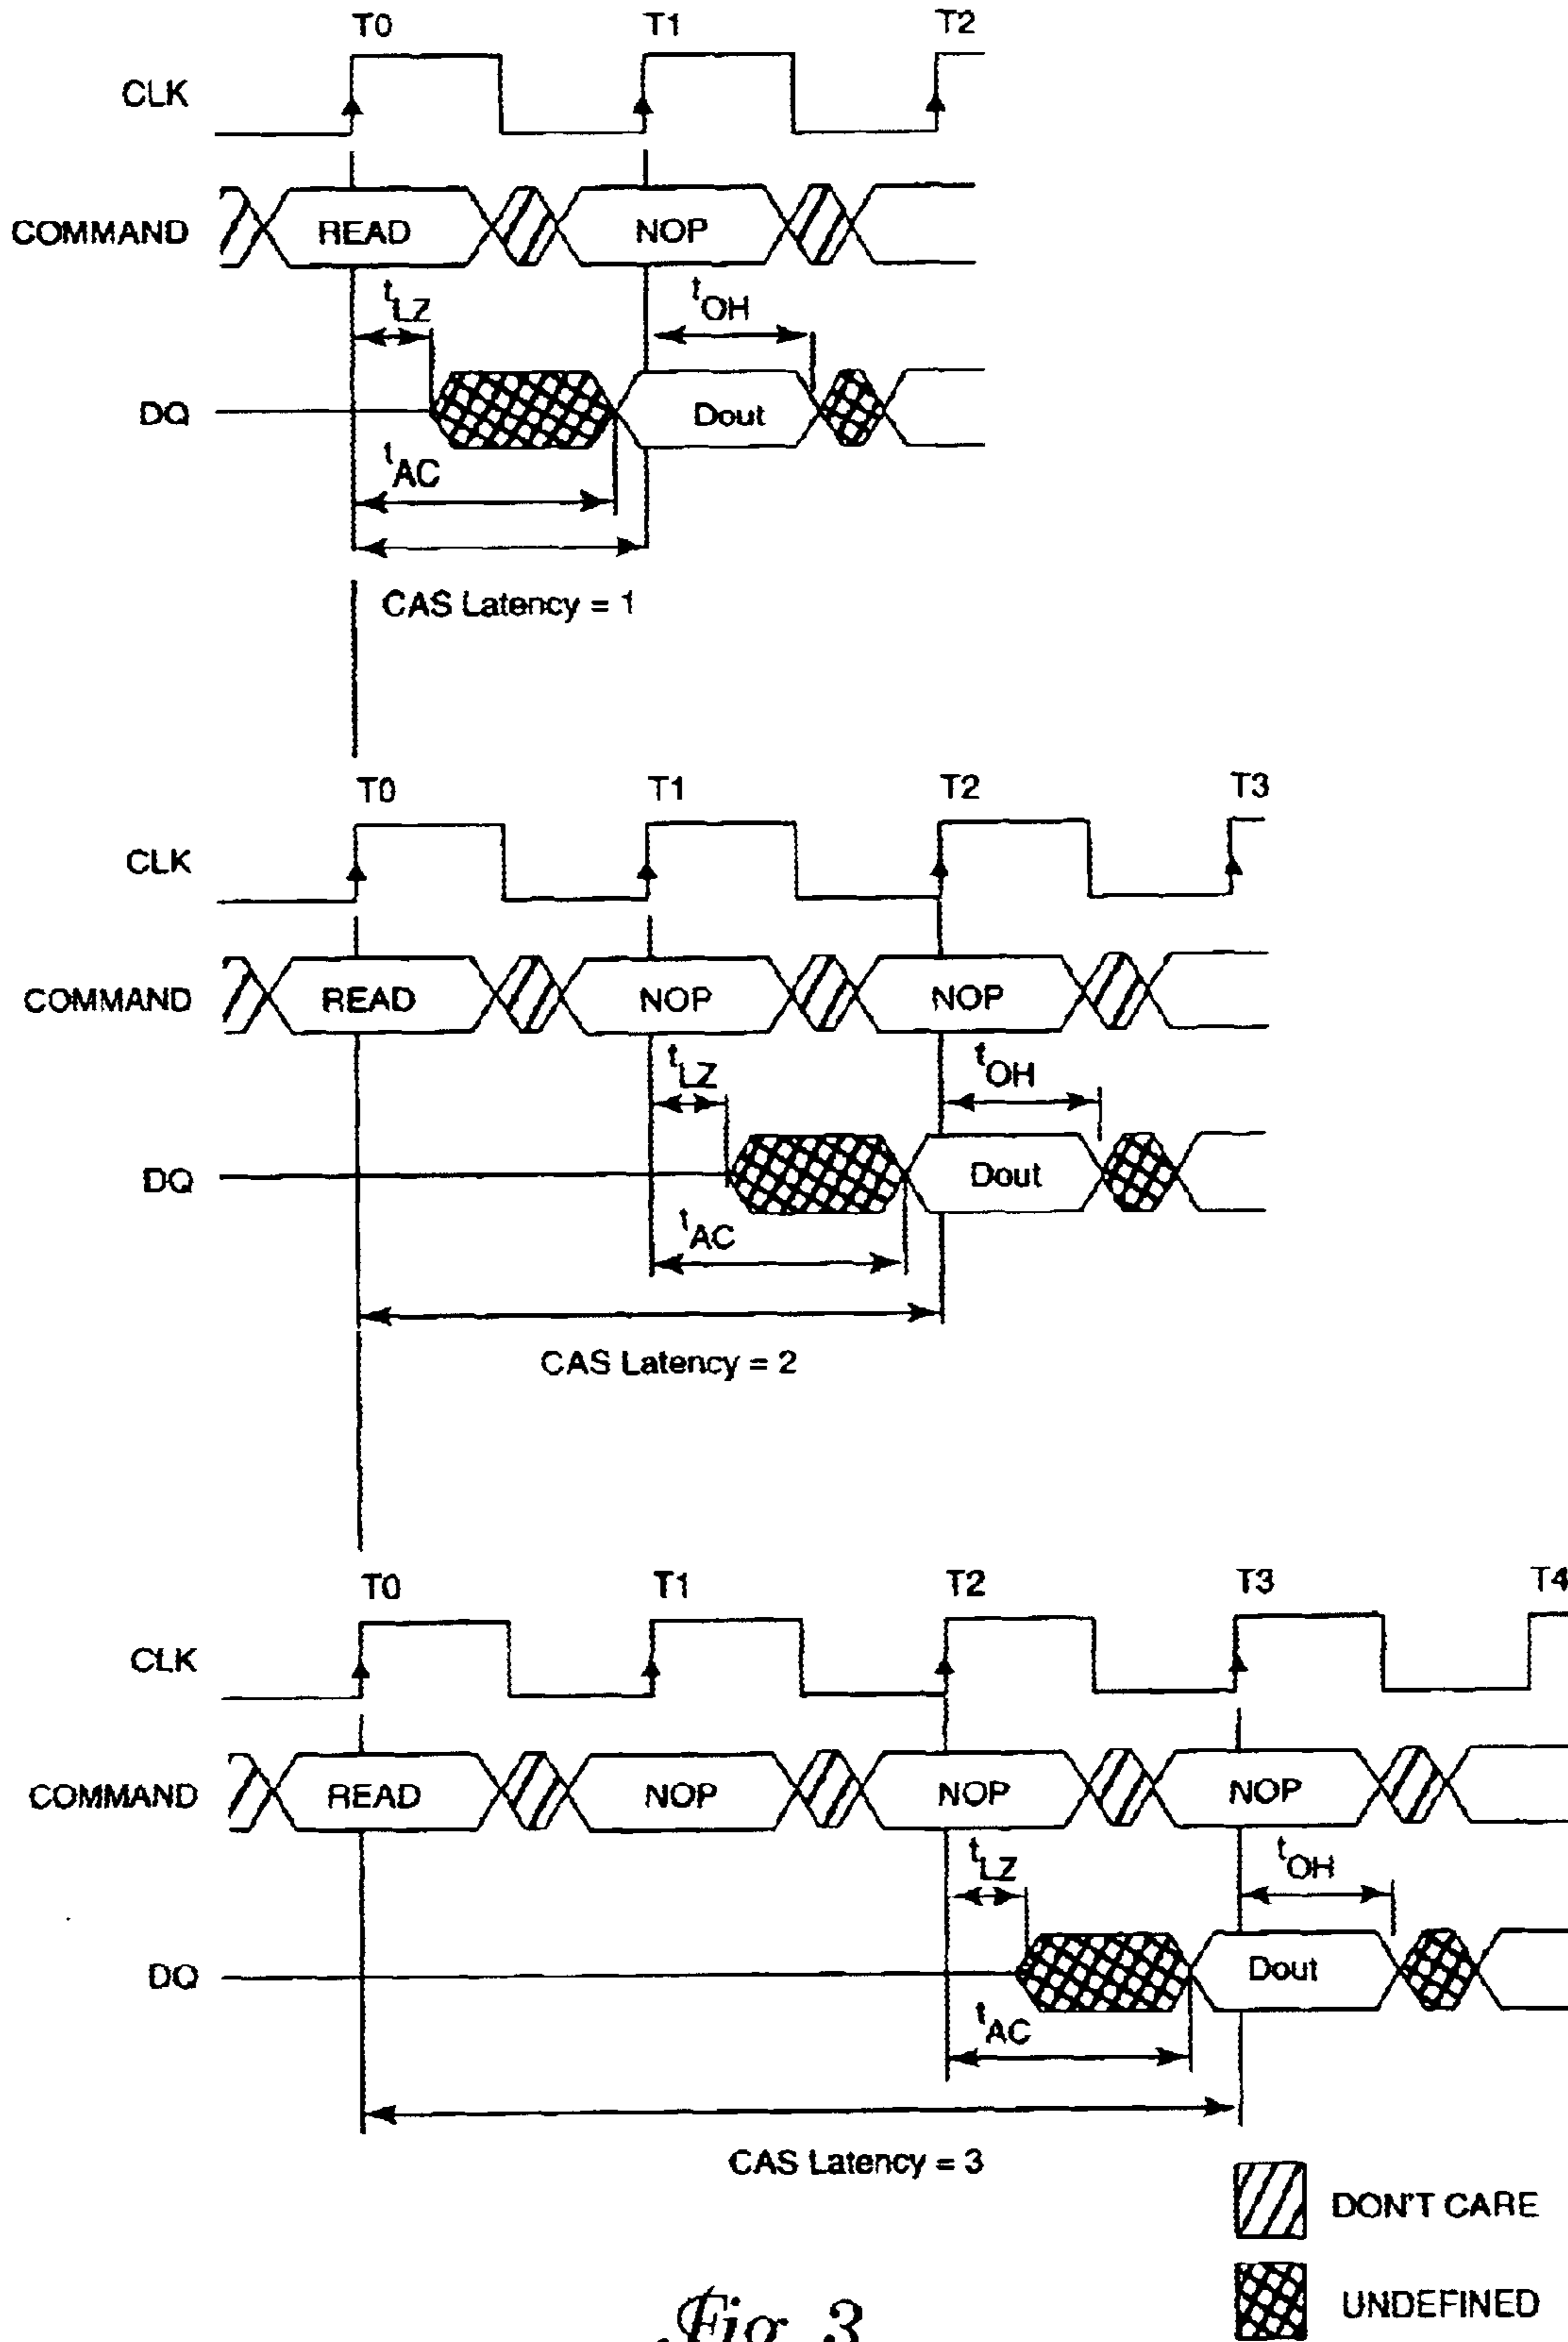 T0 T1 T2
CLK
COMMAND READ NOP
tLZ tOH
DQ Dout
tAC
CAS Latency = 1
T0 T1 T2 T3
CLK
COMMAND READ NOP NOP
tLZ tOH
DQ Dout
tAC
CAS Latency = 2
T0 T1 T2 T3 T4
CLK
COMMAND READ NOP NOP NOP
tLZ tOH
DQ Dout
tAC
CAS Latency = 3
DON'T CARE
UNDEFINED
Fig. 3